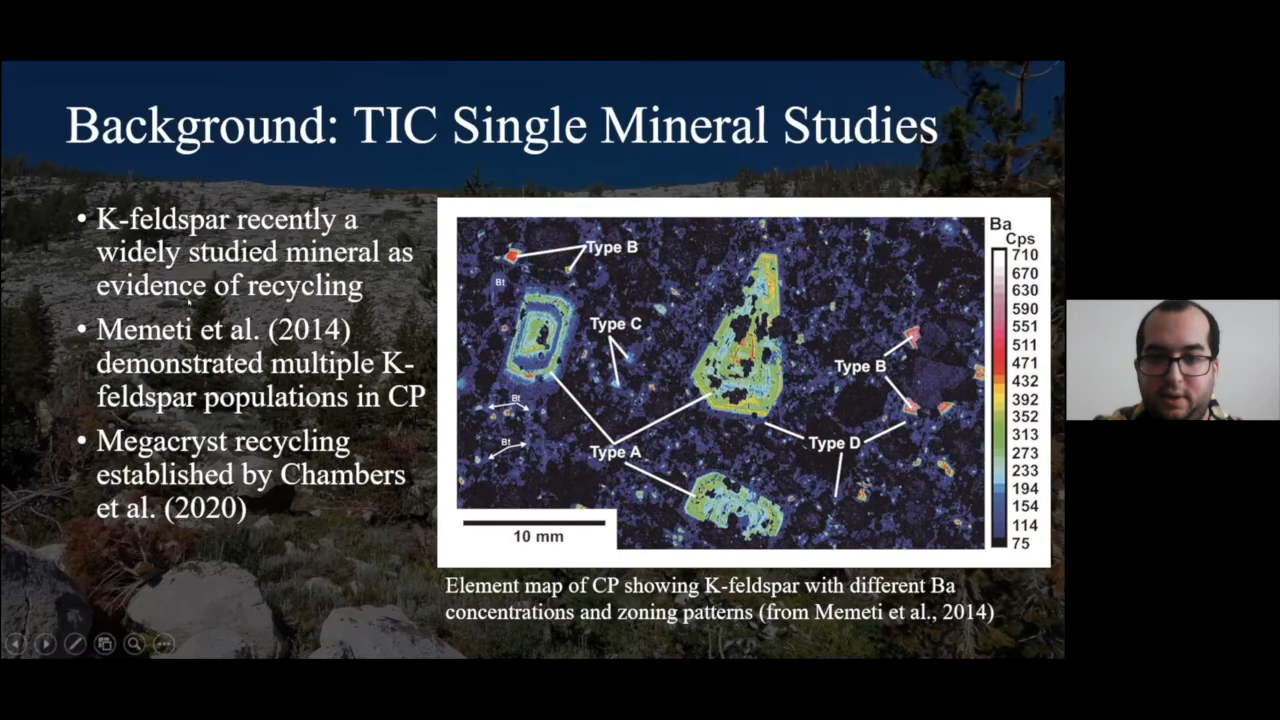 Background: TIC Single Mineral Studies
• K-feldspar recently a
widely studied mineral as
evidence of recycling
• Memeti et al. (2014)
demonstrated multiple K-
feldspar populations in CP
• Megacryst recycling
established by Chambers
et al. (2020)
Type B
Bt
Type C
Type B
Bt
Type D
Bt
Type A
10 mm
Ba
Cps
710
670
630
590
551
511
471
432
392
352
313
273
233
194
154
114
75
Element map of CP showing K-feldspar with different Ba
concentrations and zoning patterns (from Memeti et al., 2014)